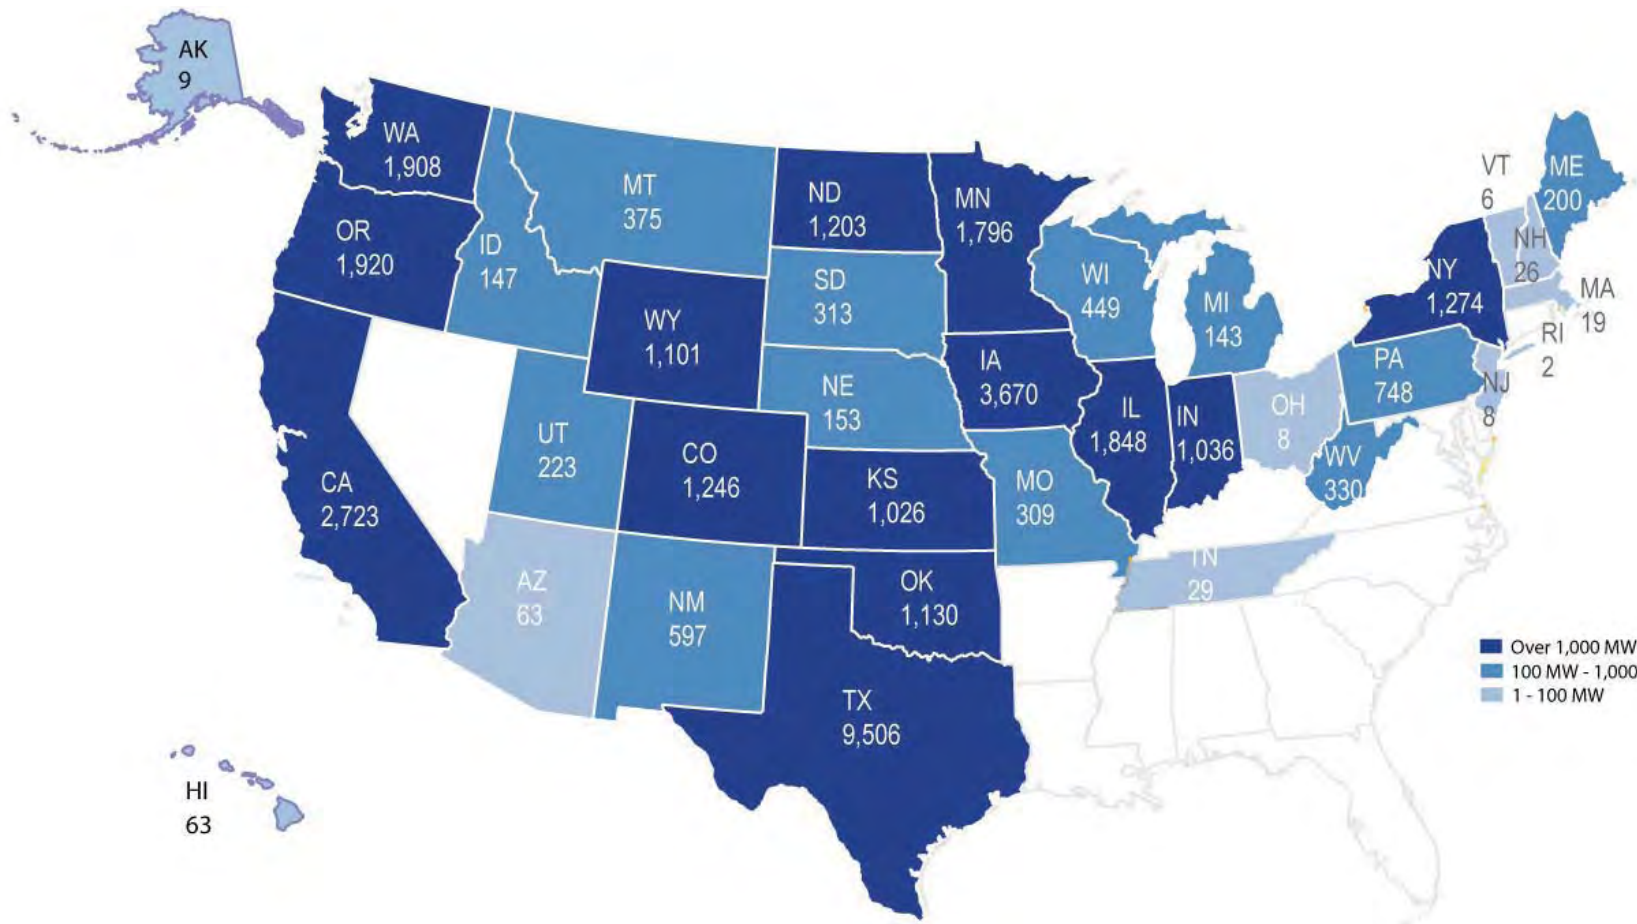 AK
9
WA
1,908
OR
1,920
ID
147
MT
375
ND
1,203
MN
1,796
SD
313
WI
449
MI
143
VT
6
ME
200
NH
26
NY
1,274
MA
19
RI
2
WY
1,101
NE
153
IA
3,670
IL
1,848
IN
1,036
OH
8
PA
748
NJ
8
WV
330
CA
2,723
UT
223
CO
1,246
KS
1,026
MO
309
AZ
63
NM
597
OK
1,130
TN
29
TX
9,506
HI
63
Over 1,000 MW
100 MW - 1,000
1 - 100 MW